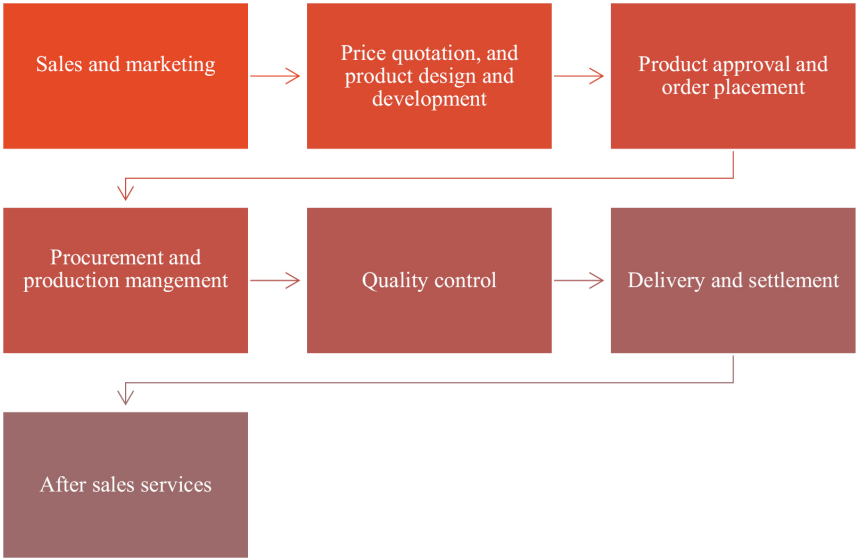 Sales and marketing
Price quotation, and
product design and
development
Product approval and
order placement
Procurement and
production mangement
Quality control
Delivery and settlement
After sales services